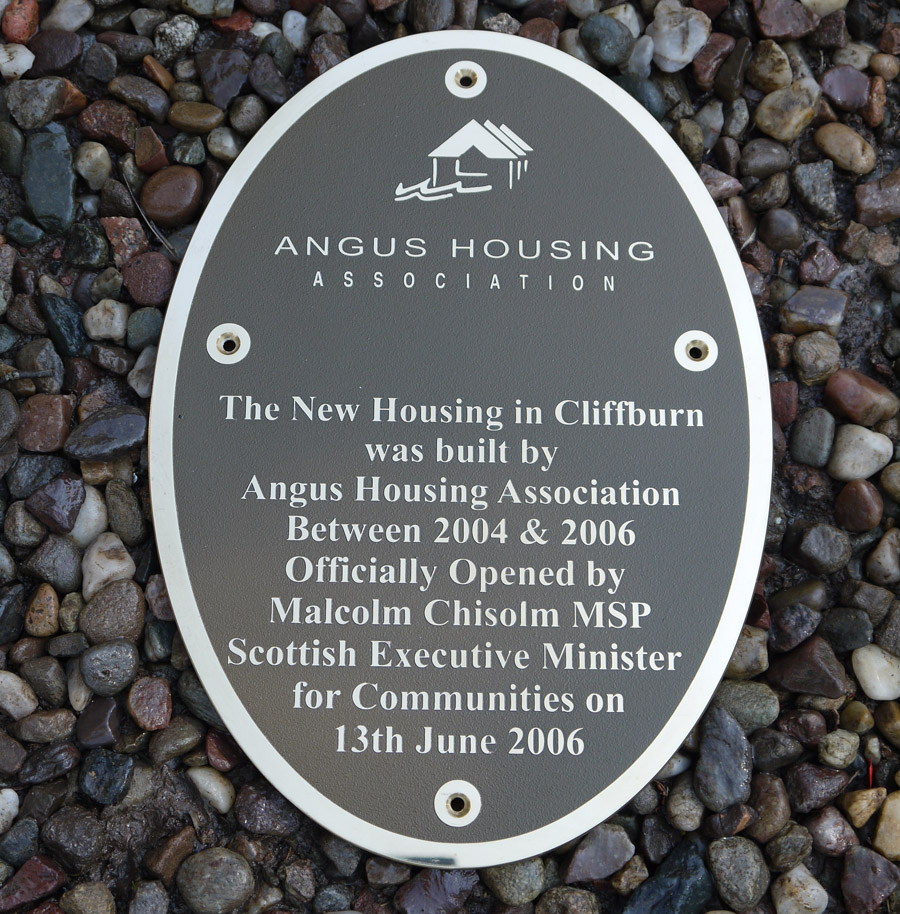 ANGUS HOUSING
ASSOCIATION
The New Housing in Cliffburn
was built by
Angus Housing Association
Between 2004 & 2006
Officially Opened by
Malcolm Chisolm MSP
Scottish Executive Minister
for Communities on
13th June 2006